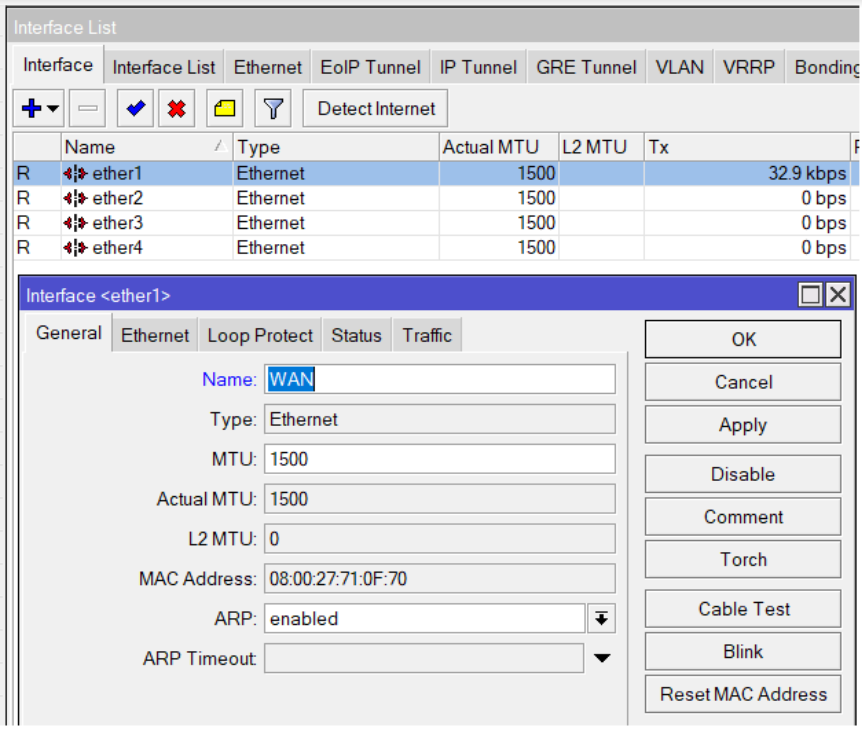 Interface List
Interface Interface List Ethernet EoIP Tunnel IP Tunnel GRE Tunnel VLAN VRRP Bonding
Detect Internet
Name Type Actual MTU L2 MTU Tx
R ether1 Ethernet 1500 32.9 kbps
R ether2 Ethernet 1500 0 bps
R ether3 Ethernet 1500 0 bps
R ether4 Ethernet 1500 0 bps
Interface <ether1>
General Ethernet Loop Protect Status Traffic
OK
Name: WAN
Cancel
Type: Ethernet
Apply
MTU: 1500
Disable
Actual MTU: 1500
Comment
L2 MTU: 0
Torch
MAC Address: 08:00:27:71:0F:70
Cable Test
ARP: enabled
Blink
ARP Timeout
Reset MAC Address